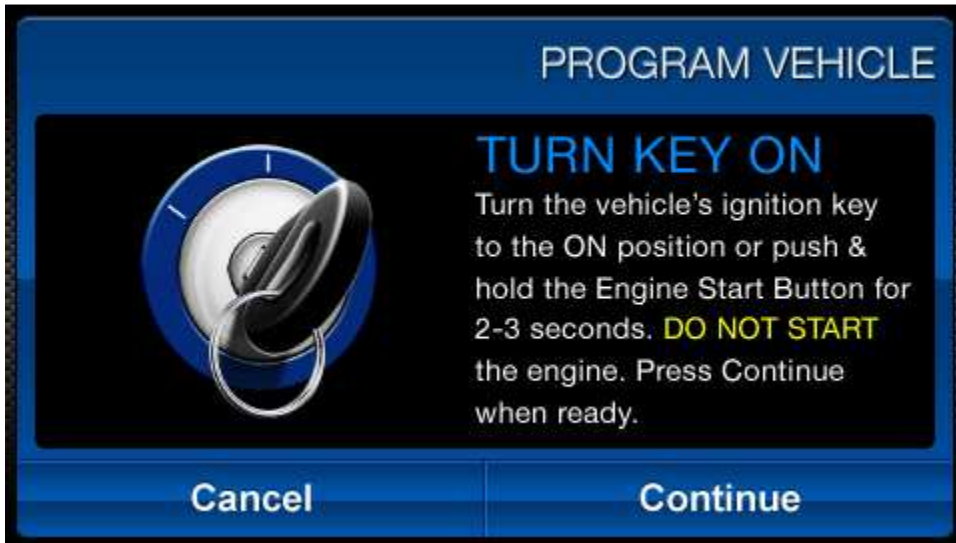 PROGRAM VEHICLE
TURN KEY ON
Turn the vehicle's ignition key
to the ON position or push &
hold the Engine Start Button for
2-3 seconds. DO NOT START
the engine. Press Continue
when ready.
Cancel
Continue